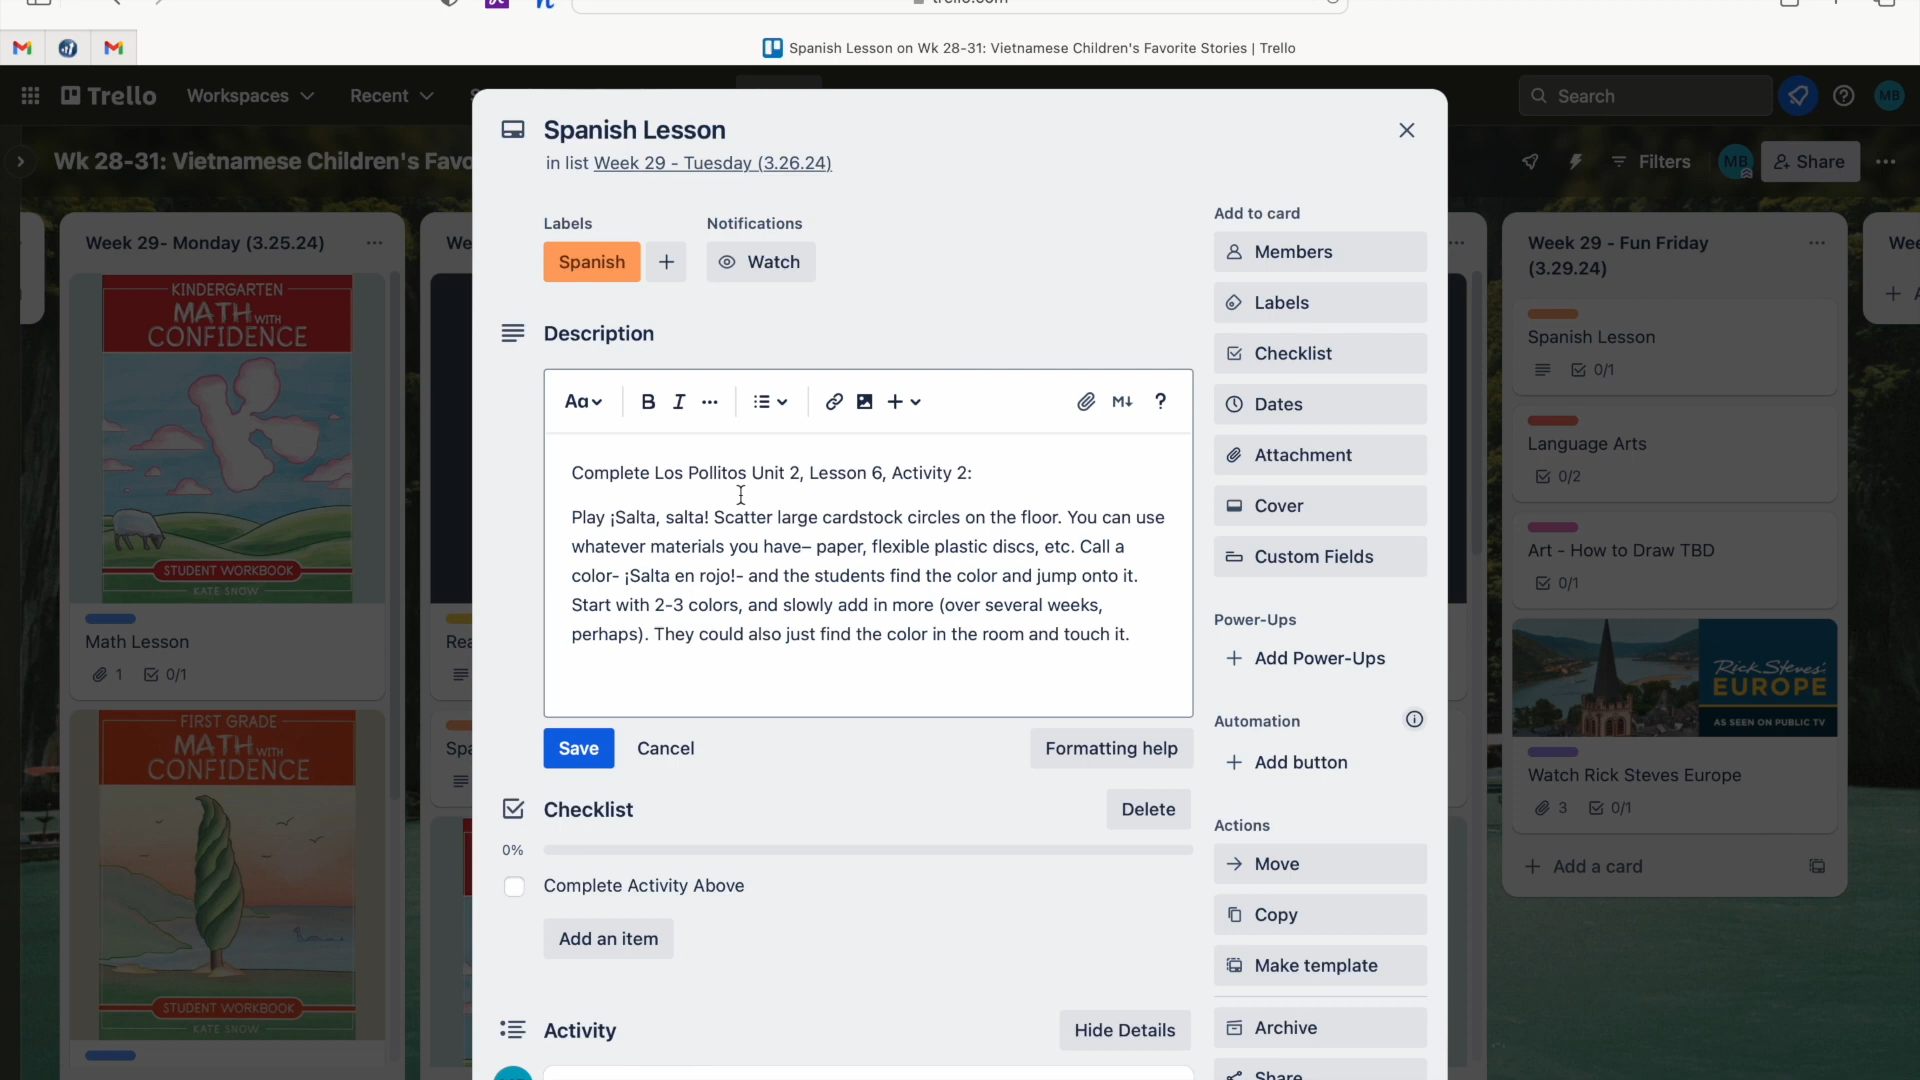 trello.com
Spanish Lesson on Wk 28-31: Vietnamese Children's Favorite Stories | Trello
Trello
Workspaces
Recent
Search
MB
Wk 28-31: Vietnamese Children's Favo
Filters
MB
Share
Spanish Lesson
in list Week 29 - Tuesday (3.26.24)
Labels
Notifications
Spanish
Watch
Description
Aa
B
I
M↓
?
Complete Los Pollitos Unit 2, Lesson 6, Activity 2:
Play ¡Salta, salta! Scatter large cardstock circles on the floor. You can use
whatever materials you have– paper, flexible plastic discs, etc. Call a
color- ¡Salta en rojo!- and the students find the color and jump onto it.
Start with 2-3 colors, and slowly add in more (over several weeks,
perhaps). They could also just find the color in the room and touch it.
Save
Cancel
Formatting help
Checklist
Delete
0%
Complete Activity Above
Add an item
Activity
Hide Details
Add to card
Members
Labels
Checklist
Dates
Attachment
Cover
Custom Fields
Power-Ups
Add Power-Ups
Automation
Add button
Actions
Move
Copy
Make template
Archive
Share
Week 29- Monday (3.25.24)
KINDERGARTEN
MATH WITH
CONFIDENCE
STUDENT WORKBOOK
KATE SNOW
Math Lesson
1
0/1
FIRST GRADE
MATH WITH
CONFIDENCE
STUDENT WORKBOOK
KATE SNOW
We
Rea
Spa
Week 29 - Fun Friday
(3.29.24)
Spanish Lesson
0/1
Language Arts
0/2
Art - How to Draw TBD
0/1
Rick Steves'
EUROPE
AS SEEN ON PUBLIC TV
Watch Rick Steves Europe
3
0/1
Add a card
Wee